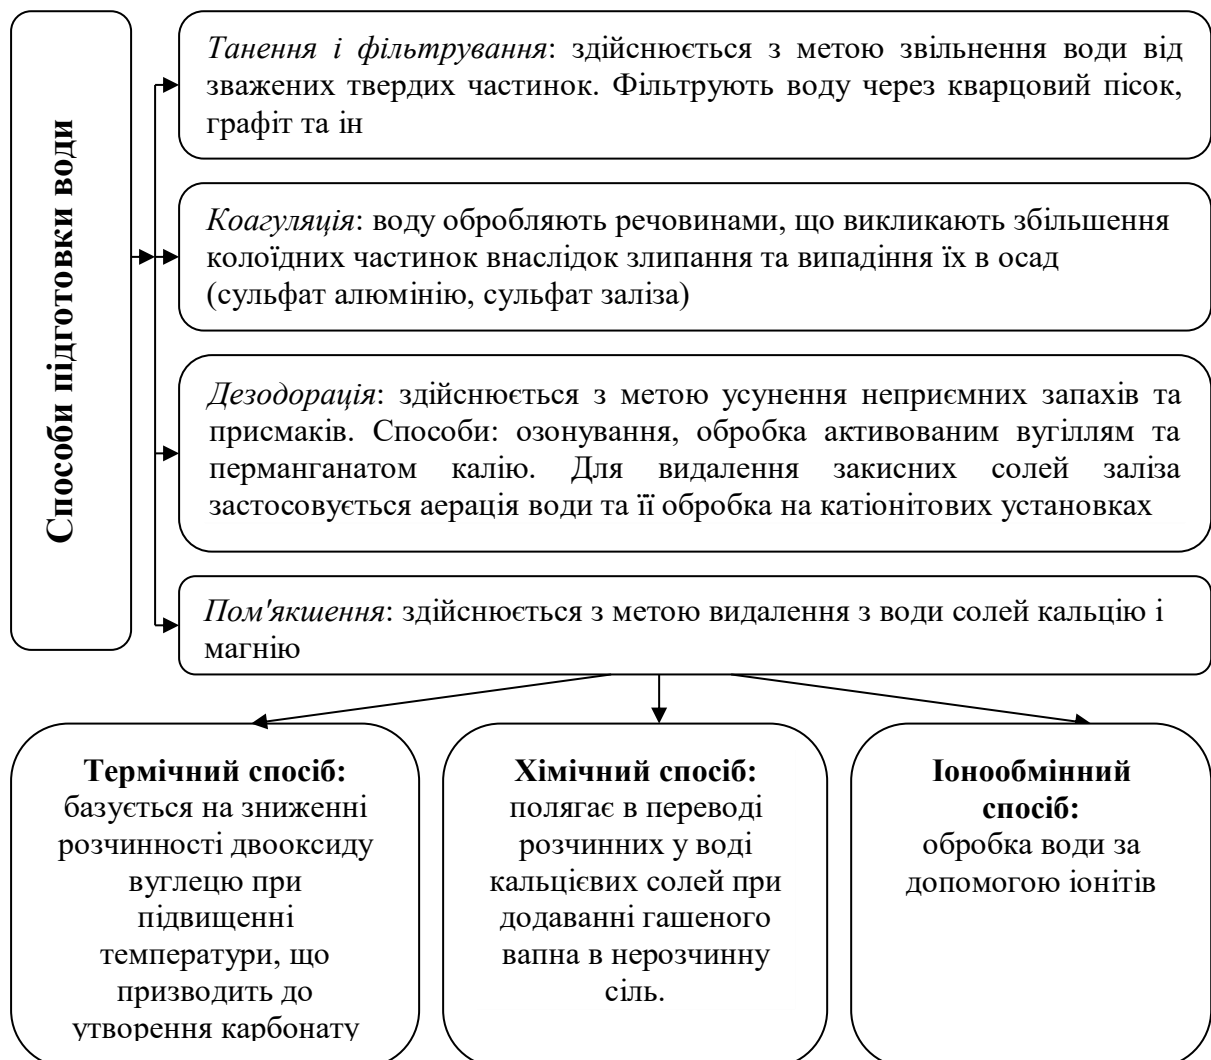 Способи підготовки води
Танення і фільтрування: здійснюється з метою звільнення води від
зважених твердих частинок. Фільтрують воду через кварцовий пісок,
графіт та ін
Коагуляція: воду обробляють речовинами, що викликають збільшення
колоїдних частинок внаслідок злипання та випадіння їх в осад
(сульфат алюмінію, сульфат заліза)
Дезодорація: здійснюється з метою усунення неприємних запахів та
присмаків. Способи: озонування, обробка активованим вугіллям та
перманганатом калію. Для видалення закисних солей заліза
застосовується аерація води та її обробка на катіонітових установках
Пом'якшення: здійснюється з метою видалення з води солей кальцію і
магнію
Термічний спосіб:
базується на зниженні
розчинності двооксиду
вуглецю при
підвищенні
температури, що
призводить до
утворення карбонату
Хімічний спосіб:
полягає в переводі
розчинних у воді
кальцієвих солей при
додаванні гашеного
вапна в нерозчинну
сіль.
Іонообмінний
спосіб:
обробка води за
допомогою іонітів